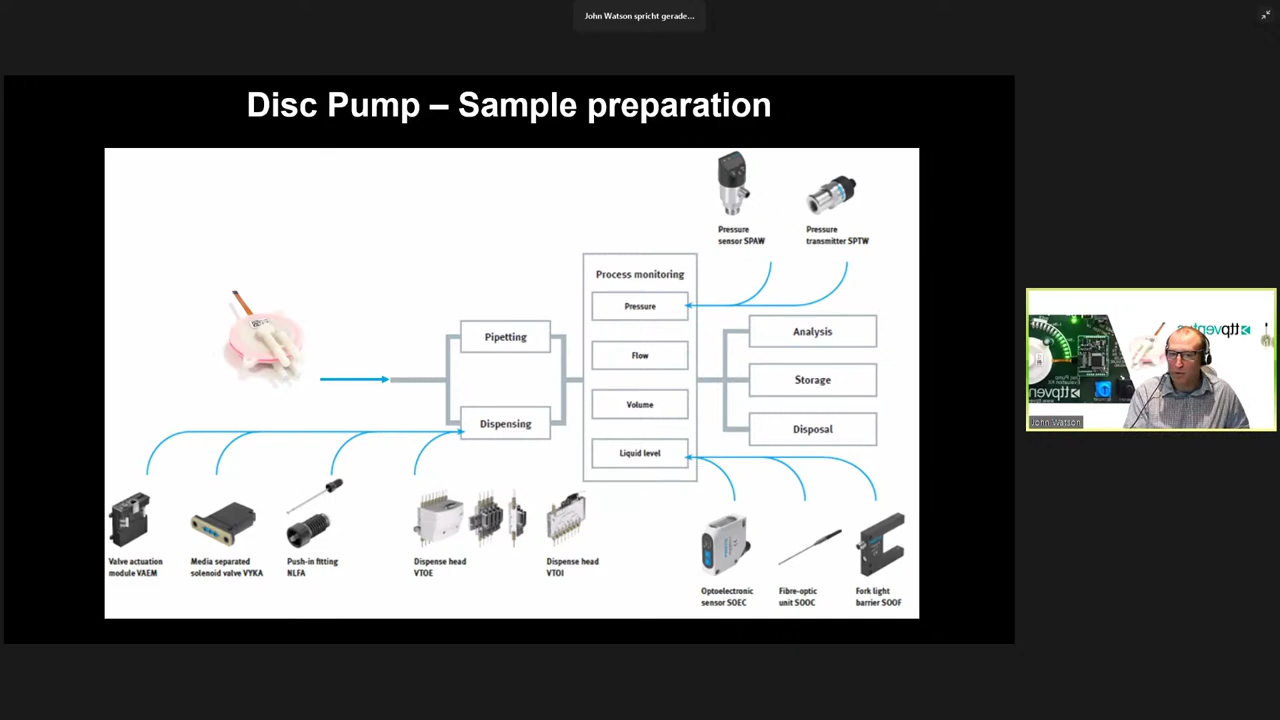 John Watson spricht gerade...
Disc Pump – Sample preparation
Pressure
sensor SPAW
Pressure
transmitter SPTW
Process monitoring
Pressure
Flow
Volume
Liquid level
Pipetting
Dispensing
Analysis
Storage
Disposal
Valve actuation
module VAEM
Media separated
solenoid valve VYKA
Push-in fitting
NLFA
Dispense head
VTOE
Dispense head
VTOI
Optoelectronic
sensor SOEC
Fibre-optic
unit SOOC
Fork light
barrier SOOF
ttpventus
John Watson